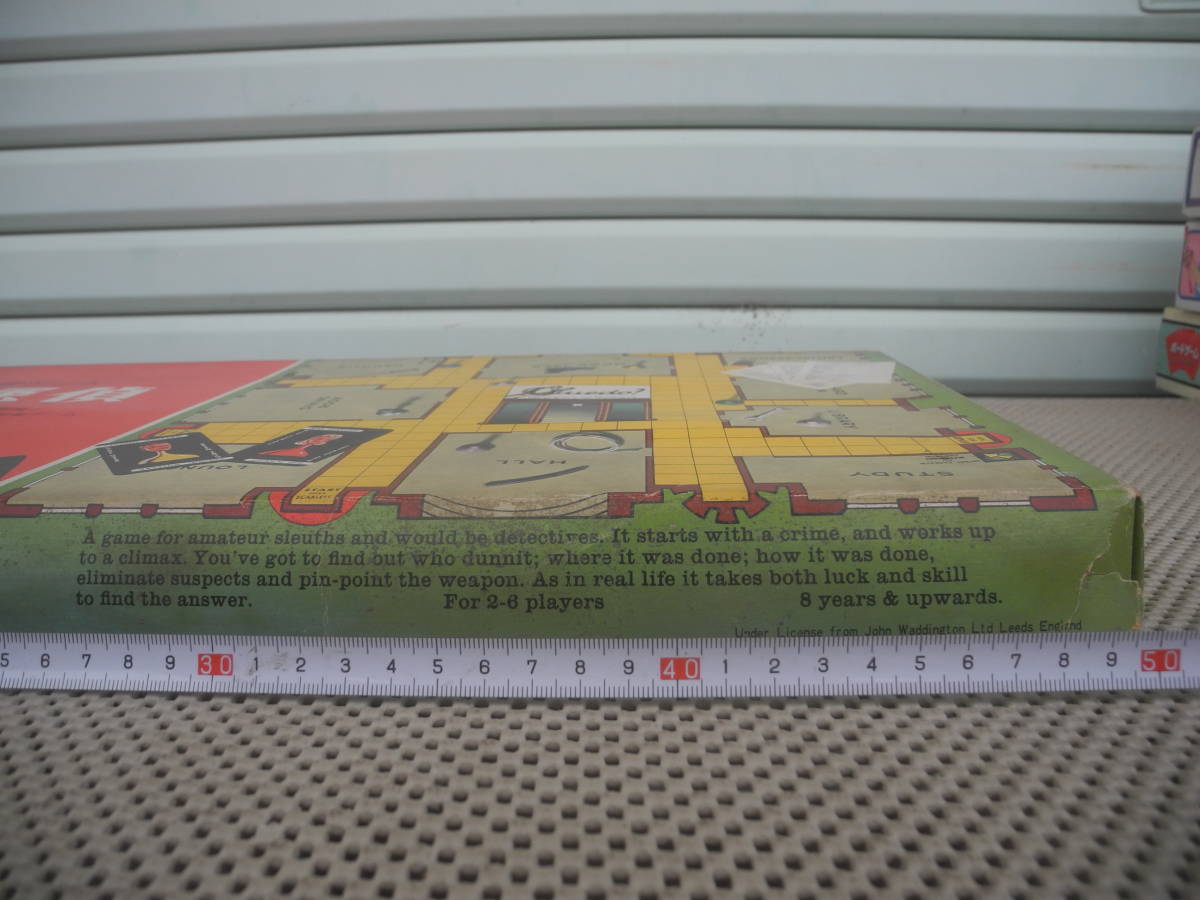 Cluedo
HALL
LOUN
STUDY
START
SCARLET
A game for amateur sleuths and would be detectives. It starts with a crime, and works up
to a climax. You've got to find out who dunnit; where it was done; how it was done,
eliminate suspects and pin-point the weapon. As in real life it takes both luck and skill
to find the answer. For 2-6 players 8 years & upwards.
Under License from John Waddington Ltd Leeds England
5 6 7 8 9 30 1 2 3 4 5 6 7 8 9 40 1 2 3 4 5 6 7 8 9 50